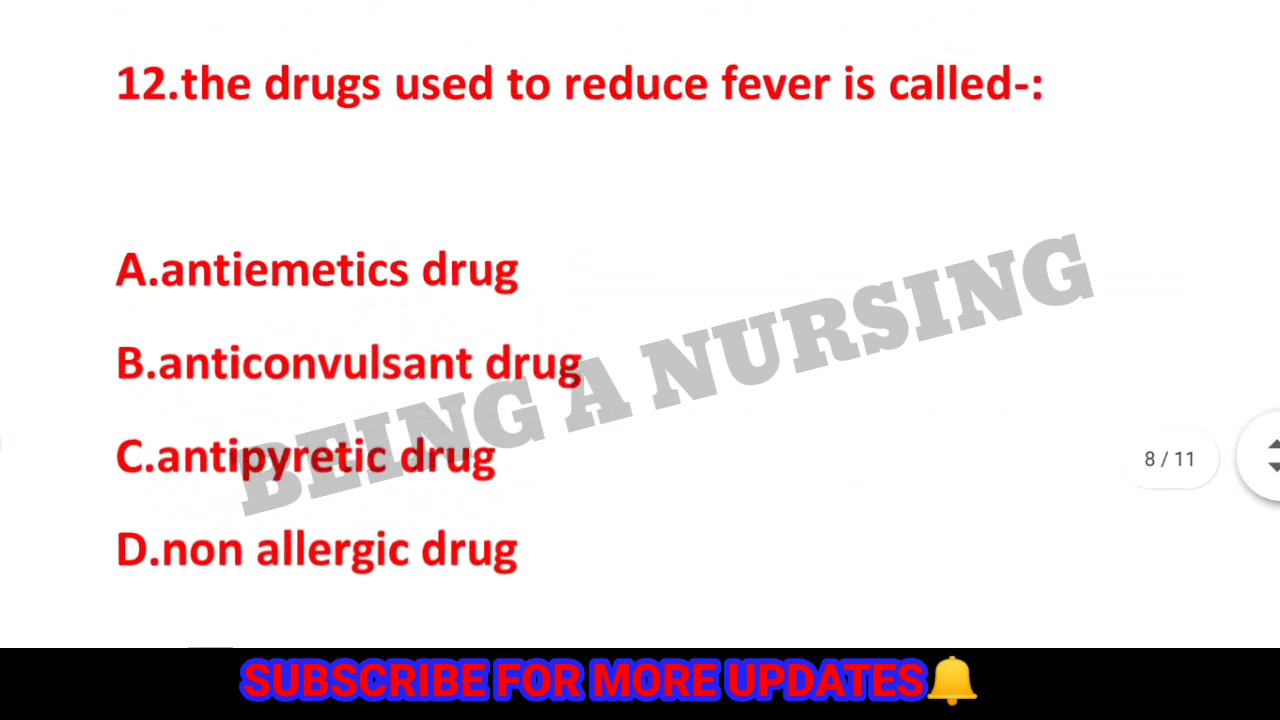 12.the drugs used to reduce fever is called-:
A.antiemetics drug
B.anticonvulsant drug
C.antipyretic drug
D.non allergic drug
BEING A NURSING
8 / 11
SUBSCRIBE FOR MORE UPDATES🔔